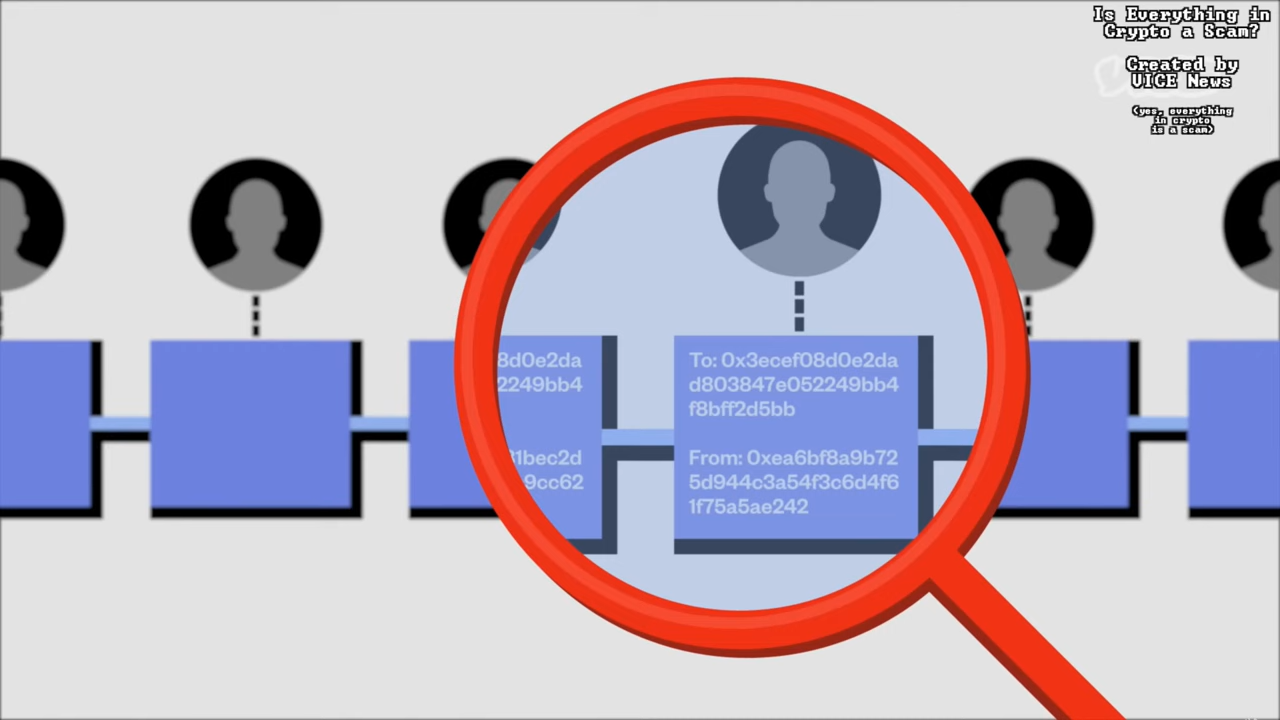 Is Everything in
Crypto a Scam?
Created by
VICE News
(yes, everything
in crypto
is a scam)
8d0e2da
2249bb4
31bec2d
9cc62
To: 0x3ecef08d0e2da
d803847e052249bb4
f8bff2d5bb
From: 0xea6bf8a9b72
5d944c3a54f3c6d4f6
1f75a5ae242